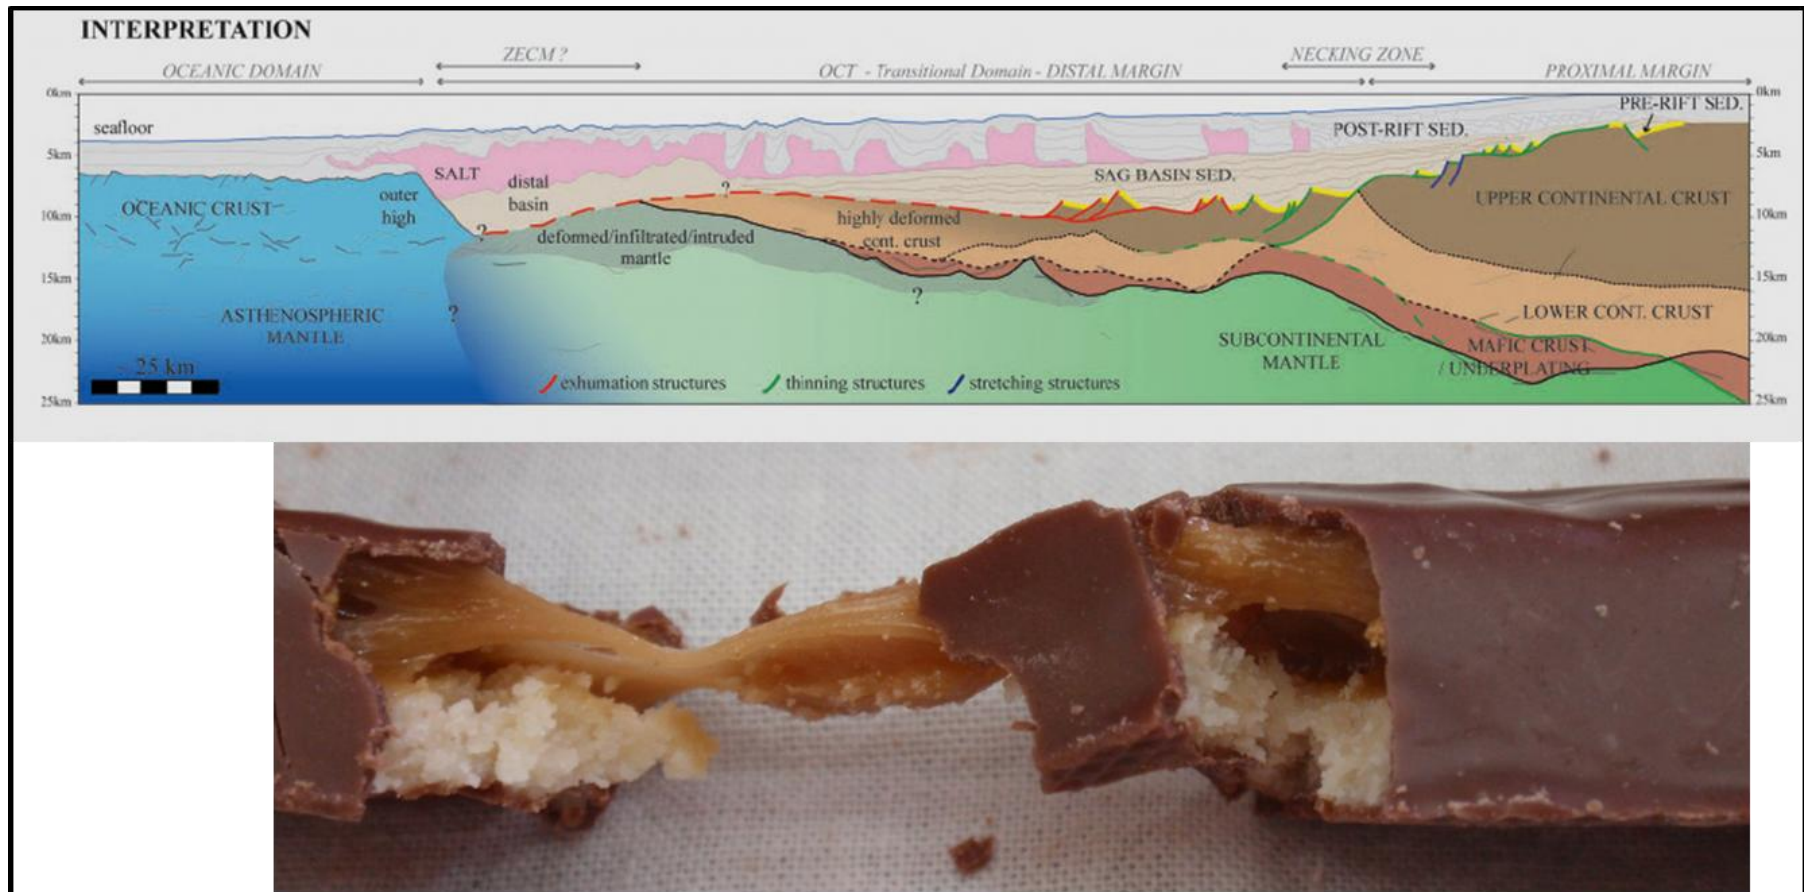 INTERPRETATION
ZECM ?
NECKING ZONE
OCEANIC DOMAIN
OCT - Transitional Domain - DISTAL MARGIN
PROXIMAL MARGIN
0km
0km
PRE-RIFT SED.
seafloor
POST-RIFT SED.
5km
5km
SALT
distal
basin
?
SAG BASIN SED.
UPPER CONTINENTAL CRUST
outer
high
OCEANIC CRUST
10km
10km
?
highly deformed
cont. crust
deformed/infiltrated/intruded
mantle
15km
15km
?
?
ASTHENOSPHERIC
MANTLE
LOWER CONT. CRUST
20km
20km
SUBCONTINENTAL
MANTLE
MAFIC CRUST
/ UNDERPLATING
25 km
exhumation structures
thinning structures
stretching structures
25km
25km